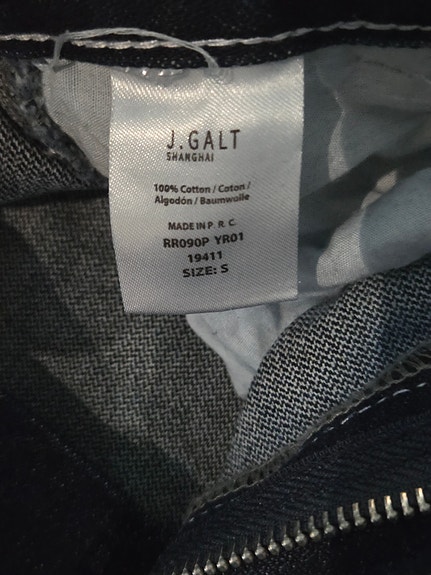 J.GALT
SHANGHAI
100% Cotton / Coton /
Algodón / Baumwolle
MADE IN P. R. C.
RR090P YR01
19411
SIZE: S